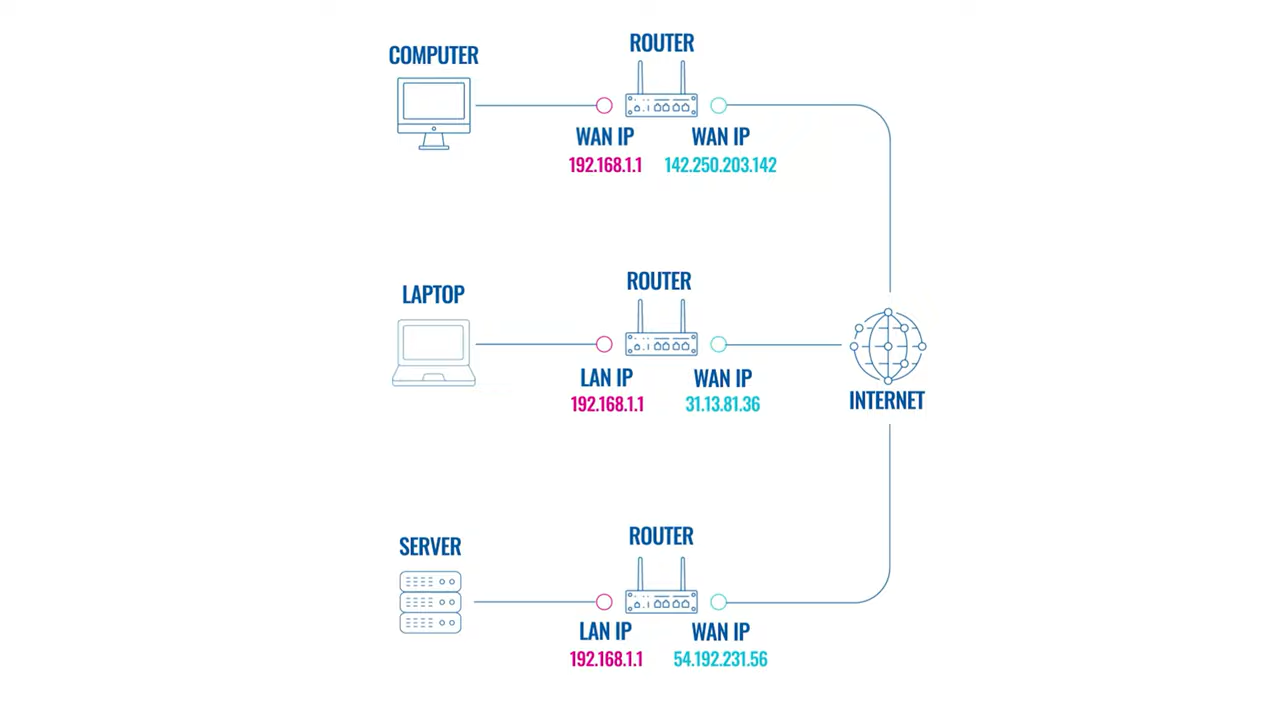 COMPUTER
ROUTER
WAN IP
192.168.1.1
WAN IP
142.250.203.142
LAPTOP
ROUTER
LAN IP
192.168.1.1
WAN IP
31.13.81.36
INTERNET
SERVER
ROUTER
LAN IP
192.168.1.1
WAN IP
54.192.231.56